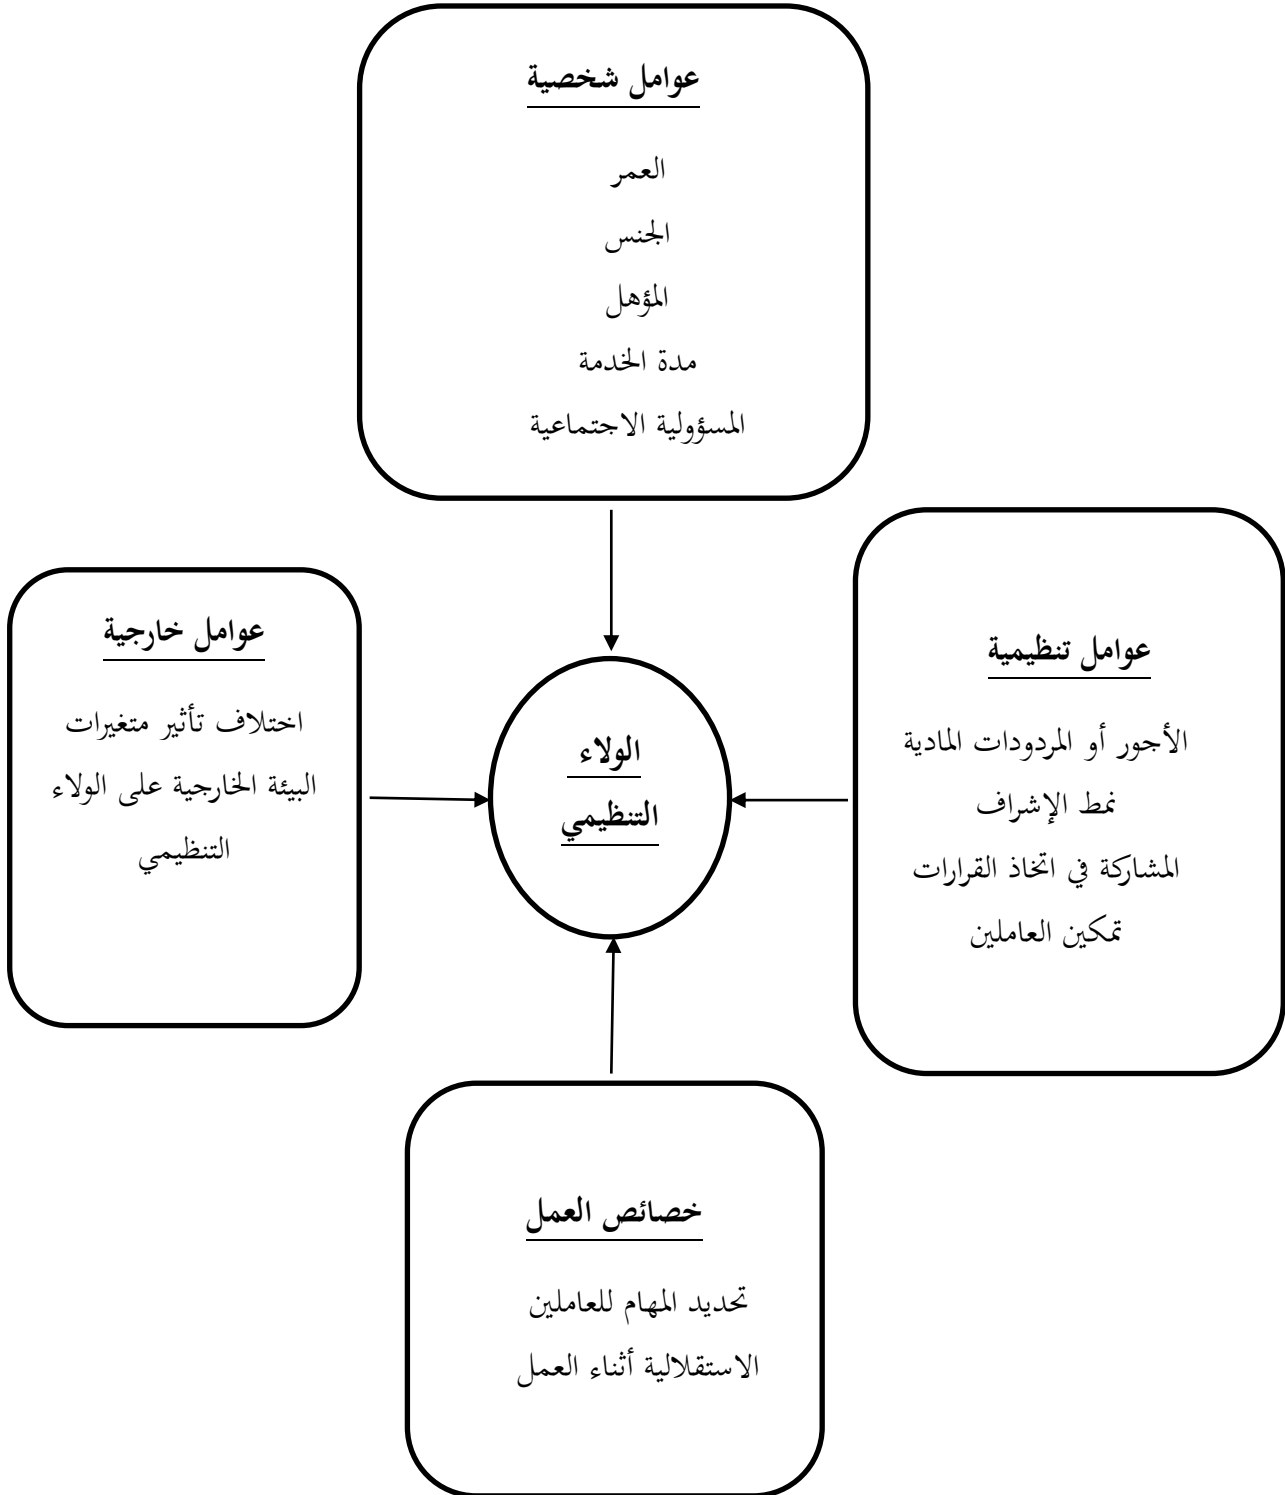 عوامل شخصية
العمر
الجنس
المؤهل
مدة الخدمة
المسؤولية الاجتماعية
عوامل تنظيمية
الأجور أو المردودات المادية
نمط الإشراف
المشاركة في اتخاذ القرارات
تمكين العاملين
الولاء
التنظيمي
عوامل خارجية
اختلاف تأثير متغيرات
البيئة الخارجية على الولاء
التنظيمي
خصائص العمل
تحديد المهام للعاملين
الاستقلالية أثناء العمل